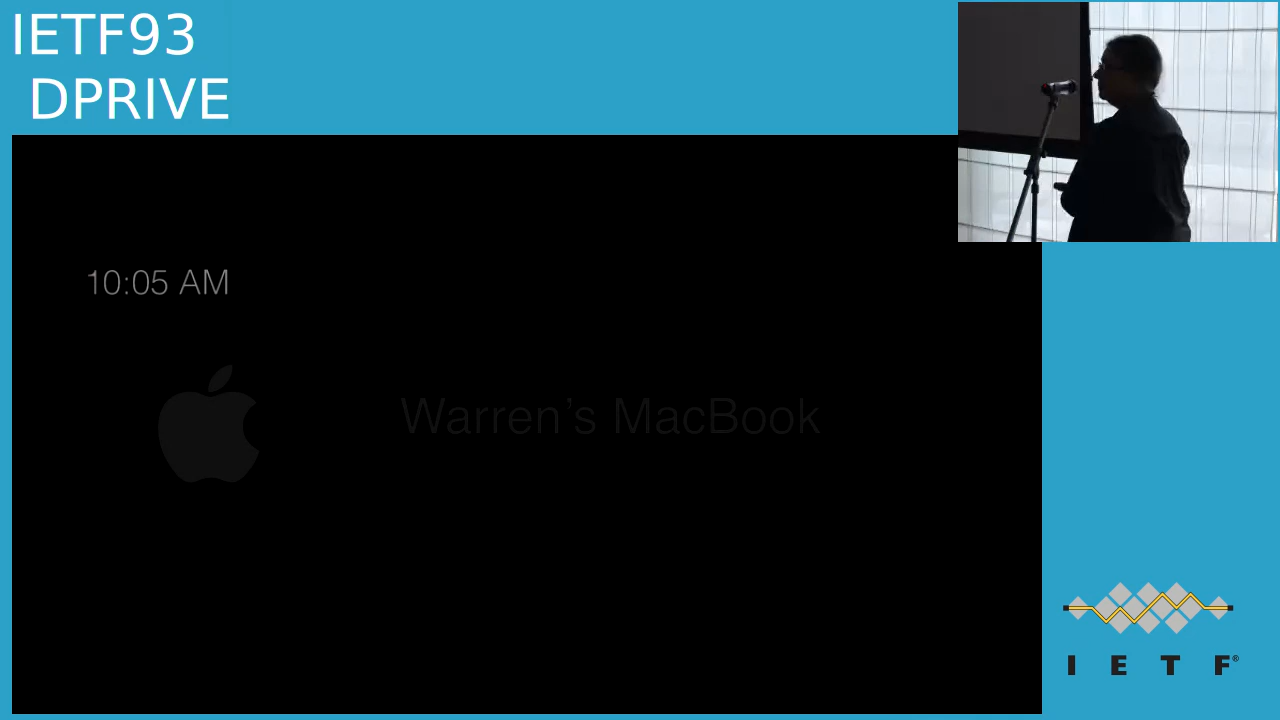 IETF93
DPRIVE
10:05 AM
Warren’s MacBook
I E T F®